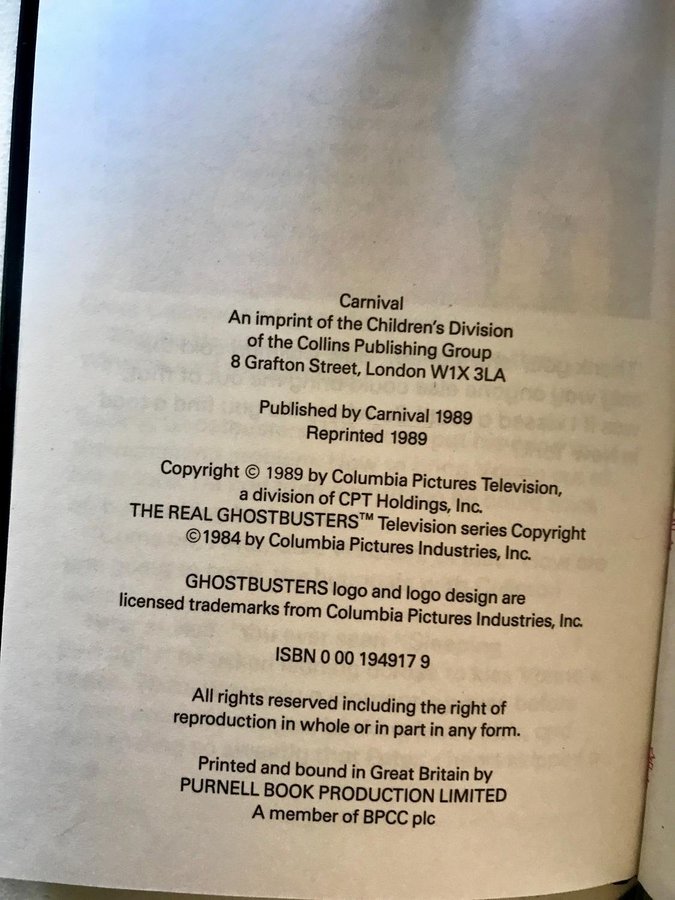 Carnival
An imprint of the Children's Division
of the Collins Publishing Group
8 Grafton Street, London W1X 3LA
Published by Carnival 1989
Reprinted 1989
Copyright © 1989 by Columbia Pictures Television,
a division of CPT Holdings, Inc.
THE REAL GHOSTBUSTERS™ Television series Copyright
©1984 by Columbia Pictures Industries, Inc.
GHOSTBUSTERS logo and logo design are
licensed trademarks from Columbia Pictures Industries, Inc.
ISBN 0 00 194917 9
All rights reserved including the right of
reproduction in whole or in part in any form.
Printed and bound in Great Britain by
PURNELL BOOK PRODUCTION LIMITED
A member of BPCC plc